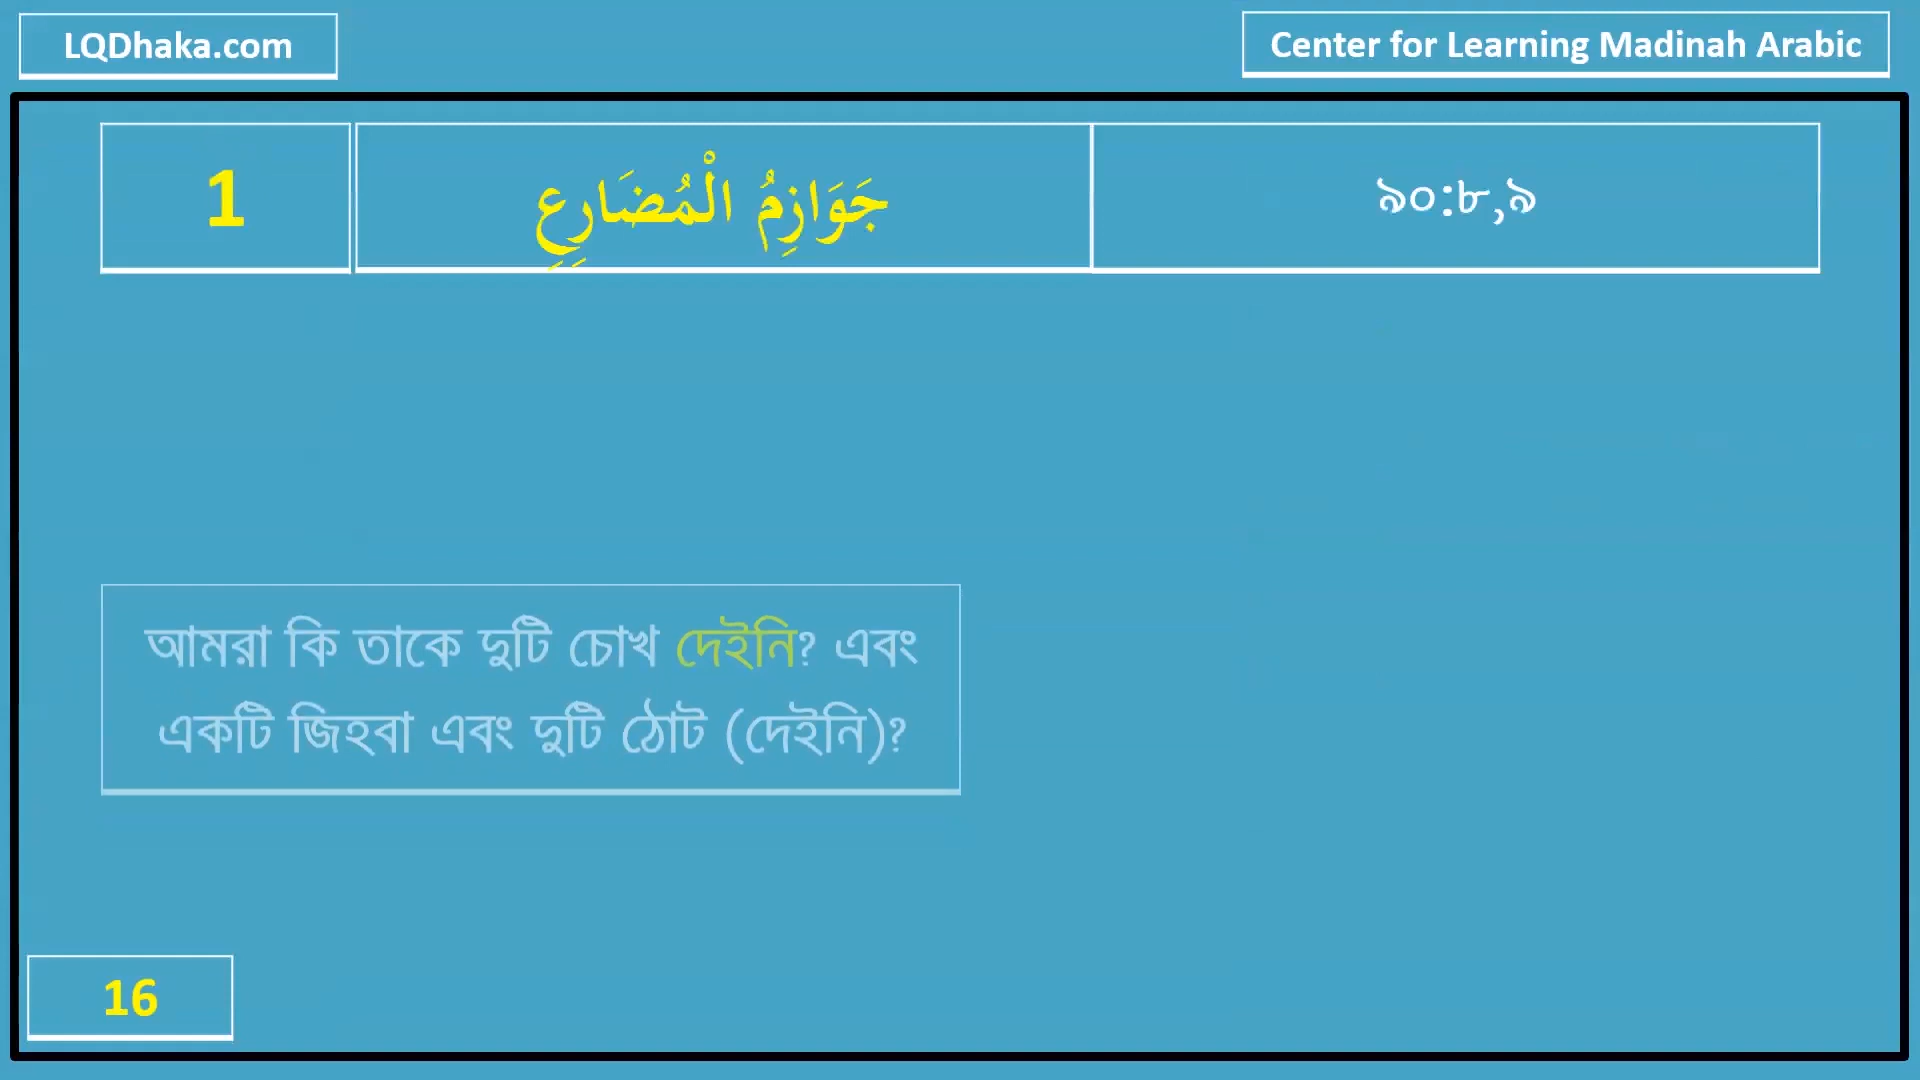 LQDhaka.com
Center for Learning Madinah Arabic
1
جَوَازِمُ الْمُضَارِعِ
৯০:৮,৯
আমরা কি তাকে দুটি চোখ দেইনি? এবং
একটি জিহবা এবং দুটি ঠোট (দেইনি)?
16